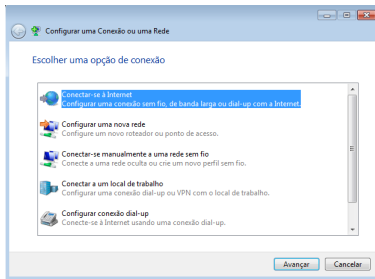 Configurar uma Conexão ou uma Rede
Escolher uma opção de conexão
Conectar-se à Internet
Configurar uma conexão sem fio, de banda larga ou dial-up com a Internet.
Configurar uma nova rede
Configure um novo roteador ou ponto de acesso.
Conectar-se manualmente a uma rede sem fio
Conecte a uma rede oculta ou crie um novo perfil sem fio.
Conectar a um local de trabalho
Configurar uma conexão dial-up ou VPN com o local de trabalho.
Configurar conexão dial-up
Conecte-se à Internet usando uma conexão dial-up.
Avançar Cancelar